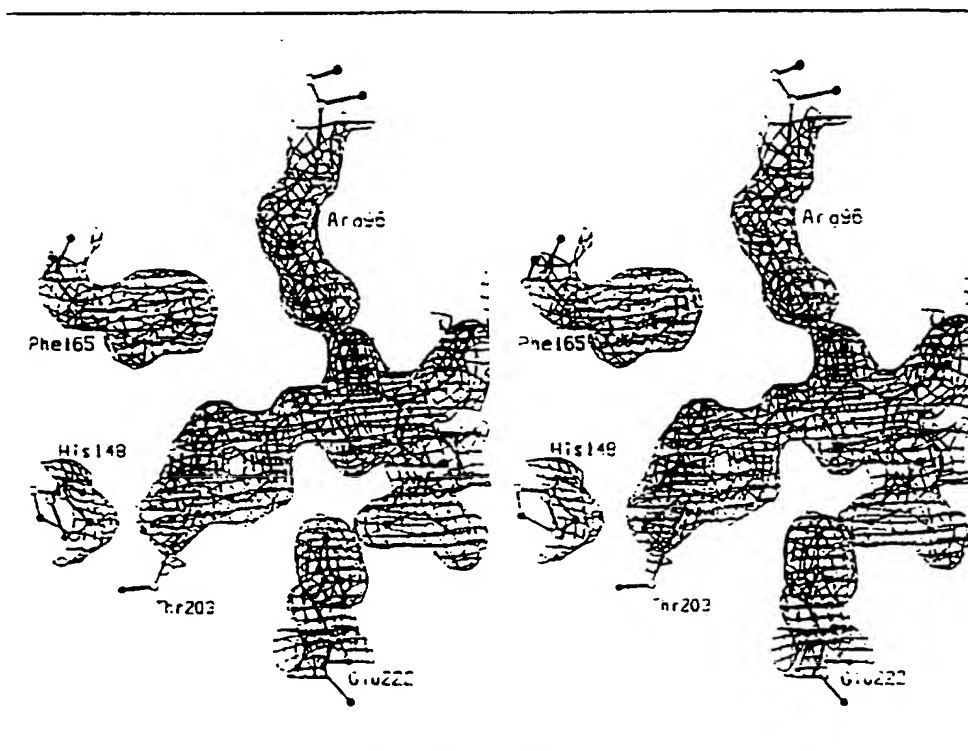 Arg96 Arg96
Phe165 Phe165
His148 His148
Thr203 Thr203
Glu222 Glu222